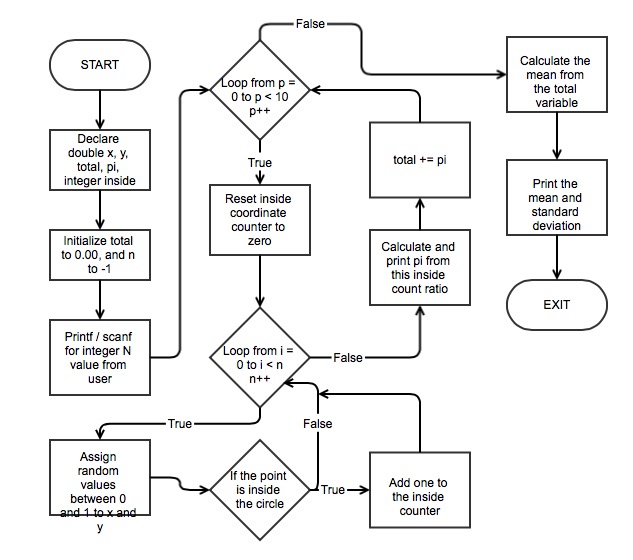 START
Declare
double x, y,
total, pi,
integer inside
Initialize total
to 0.00, and n
to -1
Printf / scanf
for integer N
value from
user
False
Loop from p =
0 to p < 10
p++
True
Reset inside
coordinate
counter to
zero
Loop from i =
0 to i < n
n++
False
True
Assign
random
values
between 0
and 1 to x and
y
If the point
is inside
the circle
False
True
Add one to
the inside
counter
Calculate and
print pi from
this inside
count ratio
total += pi
Calculate the
mean from
the total
variable
Print the
mean and
standard
deviation
EXIT